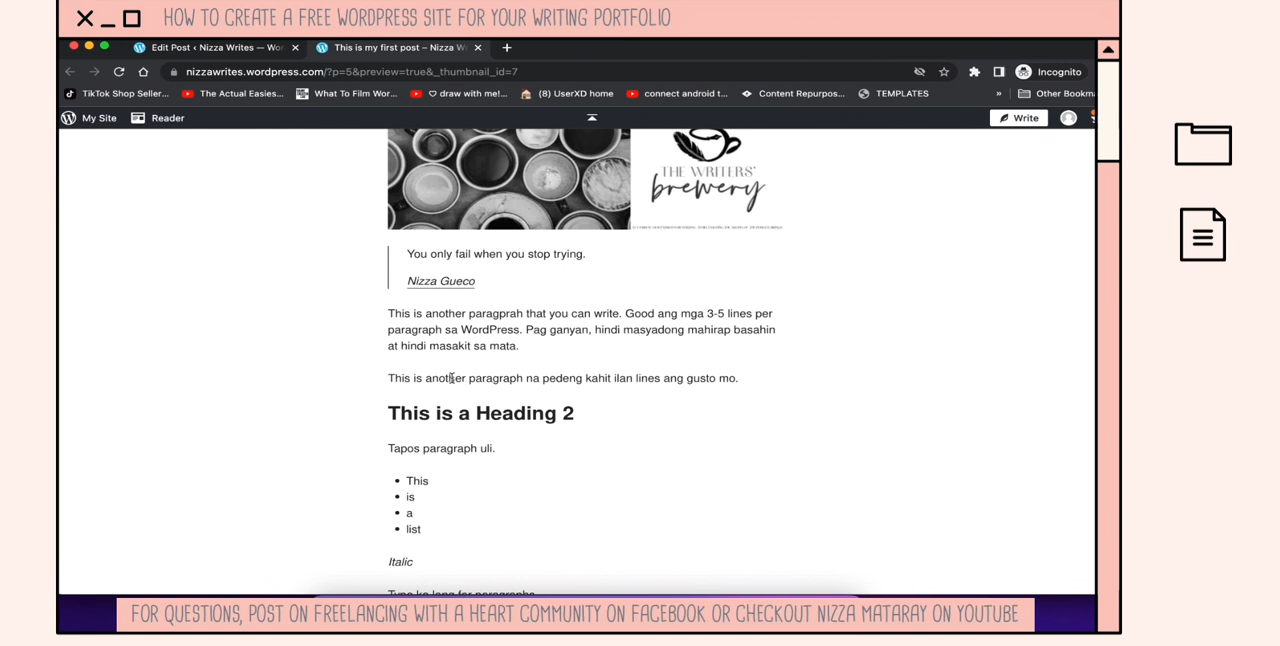 HOW TO CREATE A FREE WORDPRESS SITE FOR YOUR WRITING PORTFOLIO
Edit Post ‹ Nizza Writes — Wor
This is my first post – Nizza W
nizzawrites.wordpress.com/?p=5&preview=true&_thumbnail_id=7
Incognito
TikTok Shop Seller...
The Actual Easies...
What To Film Wor...
♡ draw with me!...
(8) UserXD home
connect android t...
Content Repurpos...
TEMPLATES
»
Other Bookma
My Site
Reader
Write
THE WRITERS'
brewery
You only fail when you stop trying.
Nizza Gueco
This is another paragprah that you can write. Good ang mga 3-5 lines per
paragraph sa WordPress. Pag ganyan, hindi masyadong mahirap basahin
at hindi masakit sa mata.
This is another paragraph na pedeng kahit ilan lines ang gusto mo.
This is a Heading 2
Tapos paragraph uli.
• This
• is
• a
• list
Italic
FOR QUESTIONS, POST ON FREELANCING WITH A HEART COMMUNITY ON FACEBOOK OR CHECKOUT NIZZA MATARAY ON YOUTUBE